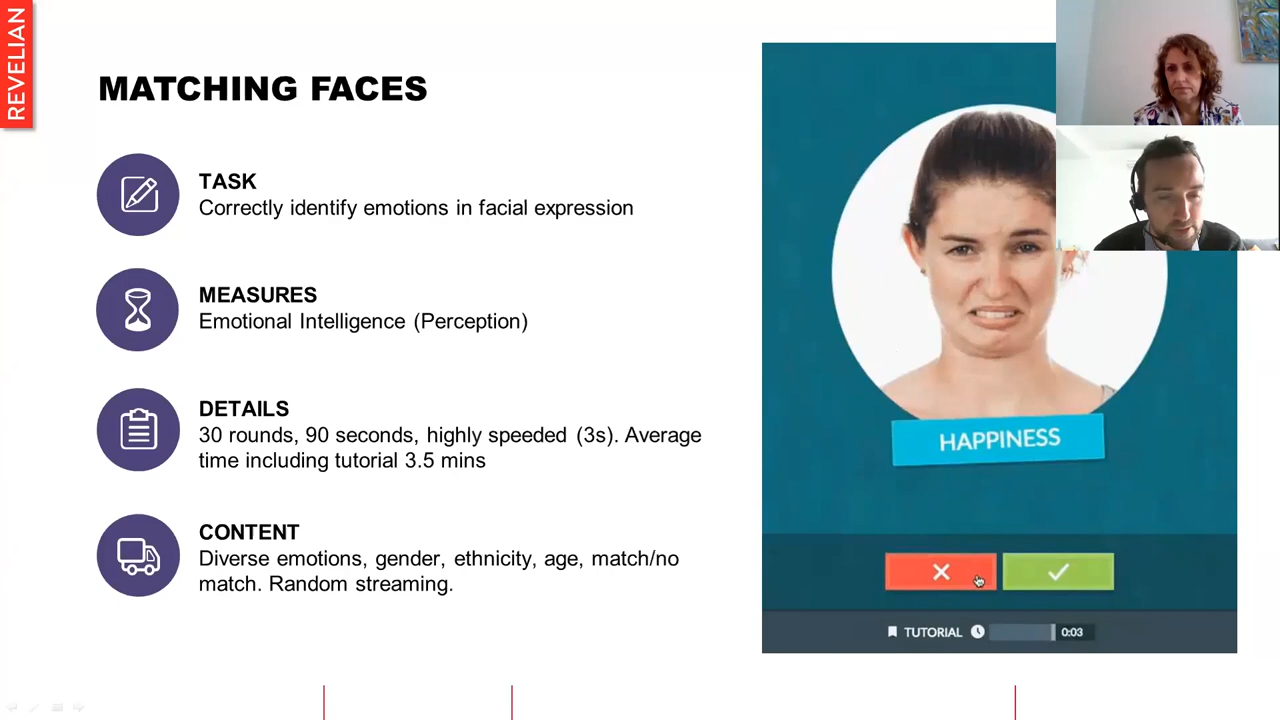 REVELIAN
MATCHING FACES
TASK
Correctly identify emotions in facial expression
MEASURES
Emotional Intelligence (Perception)
DETAILS
30 rounds, 90 seconds, highly speeded (3s). Average
time including tutorial 3.5 mins
CONTENT
Diverse emotions, gender, ethnicity, age, match/no
match. Random streaming.
HAPPINESS
TUTORIAL 0:03